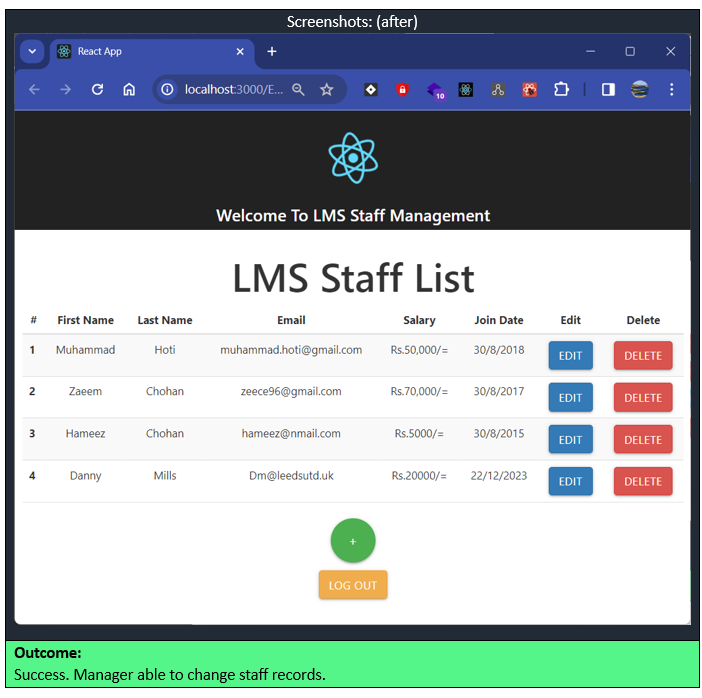 Screenshots: (after)
React App
localhost:3000/E...
10
Welcome To LMS Staff Management
LMS Staff List
# First Name Last Name Email Salary Join Date Edit Delete
1 Muhammad Hoti muhammad.hoti@gmail.com Rs.50,000/= 30/8/2018 EDIT DELETE
2 Zaeem Chohan zeece96@gmail.com Rs.70,000/= 30/8/2017 EDIT DELETE
3 Hameez Chohan hameez@nmail.com Rs.5000/= 30/8/2015 EDIT DELETE
4 Danny Mills Dm@leedsutd.uk Rs.20000/= 22/12/2023 EDIT DELETE
+
LOG OUT
Outcome:
Success. Manager able to change staff records.